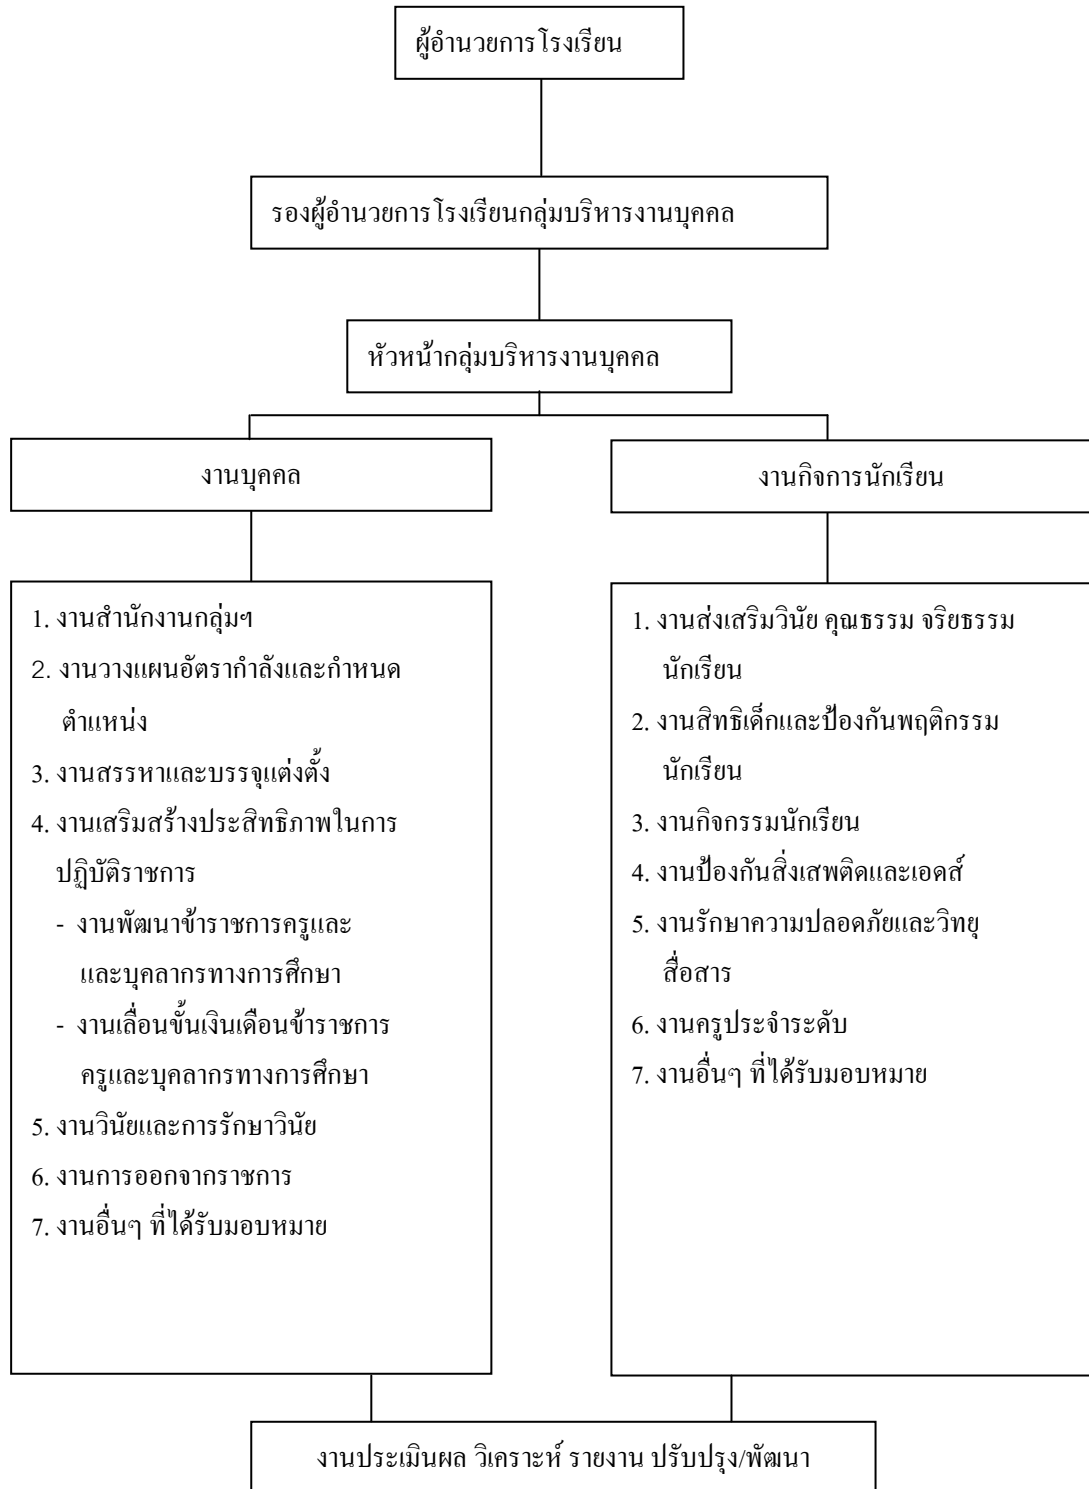 ผู้อำนวยการโรงเรียน
รองผู้อำนวยการโรงเรียนกลุ่มบริหารงานบุคคล
หัวหน้ากลุ่มบริหารงานบุคคล
งานบุคคล
1. งานสำนักงานกลุ่มฯ
2. งานวางแผนอัตรากำลังและกำหนด
ตำแหน่ง
3. งานสรรหาและบรรจุแต่งตั้ง
4. งานเสริมสร้างประสิทธิภาพในการ
ปฏิบัติราชการ
- งานพัฒนาข้าราชการครูและ
และบุคลากรทางการศึกษา
- งานเลื่อนขั้นเงินเดือนข้าราชการ
ครูและบุคลากรทางการศึกษา
5. งานวินัยและการรักษาวินัย
6. งานการออกจากราชการ
7. งานอื่นๆ ที่ได้รับมอบหมาย
งานกิจการนักเรียน
1. งานส่งเสริมวินัย คุณธรรม จริยธรรม
นักเรียน
2. งานสิทธิเด็กและป้องกันพฤติกรรม
นักเรียน
3. งานกิจกรรมนักเรียน
4. งานป้องกันสิ่งเสพติดและเอดส์
5. งานรักษาความปลอดภัยและวิทยุ
สื่อสาร
6. งานครูประจำระดับ
7. งานอื่นๆ ที่ได้รับมอบหมาย
งานประเมินผล วิเคราะห์ รายงาน ปรับปรุง/พัฒนา